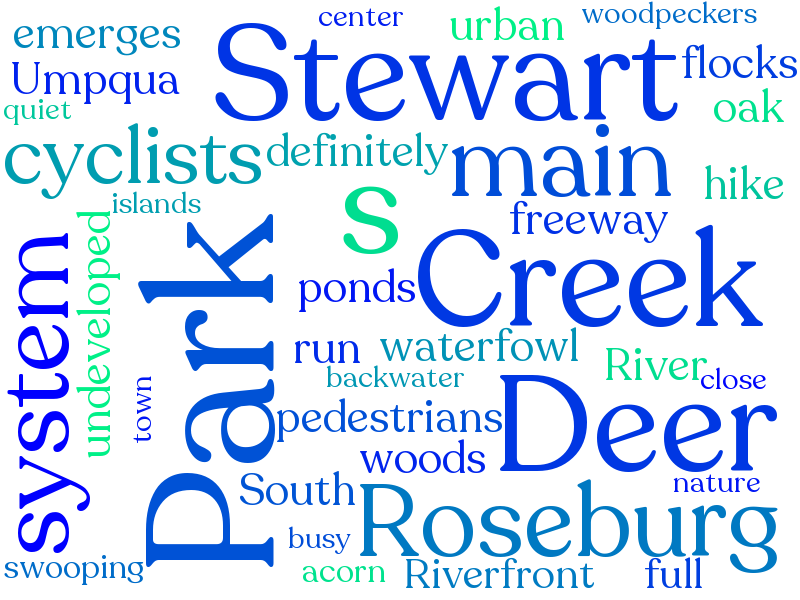 center
woodpeckers
urban
emerges
Stewart
flocks
Umpqua
oak
quiet
cyclists
definitely
main
hike
islands
s
freeway
undeveloped
Park
Creek
system
ponds
run
waterfowl
River
backwater
close
town
pedestrians
Deer
woods
South
nature
Roseburg
busy
swooping
acorn
Riverfront
full